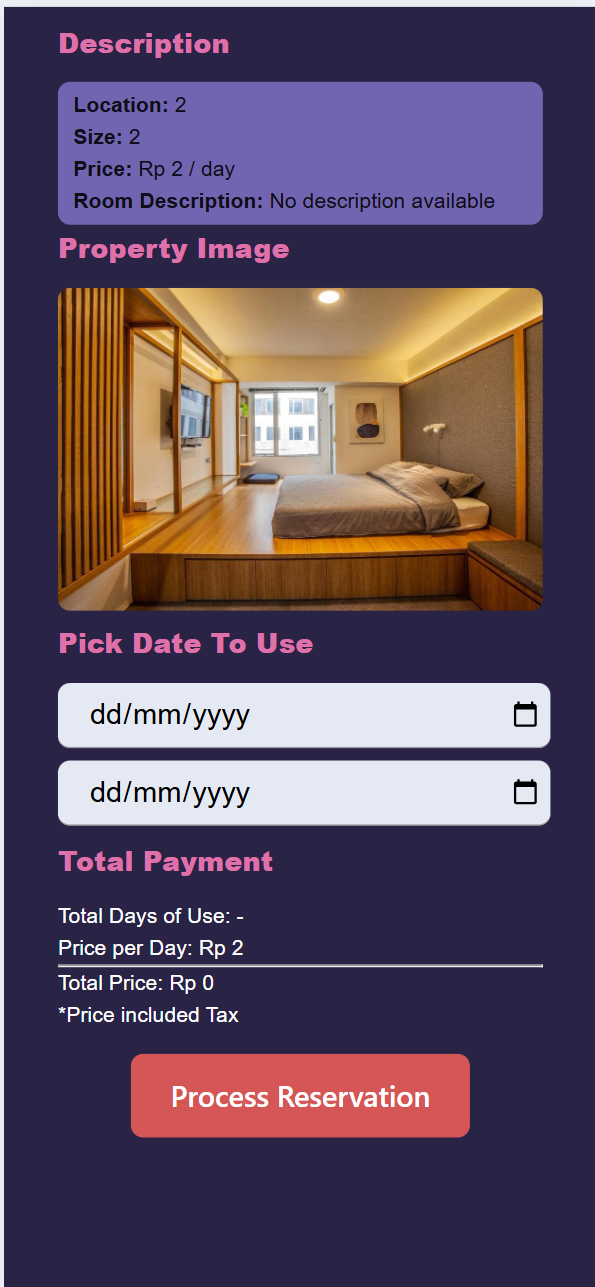 Description
Location: 2
Size: 2
Price: Rp 2 / day
Room Description: No description available
Property Image
Pick Date To Use
dd/mm/yyyy
dd/mm/yyyy
Total Payment
Total Days of Use: -
Price per Day: Rp 2
Total Price: Rp 0
*Price included Tax
Process Reservation